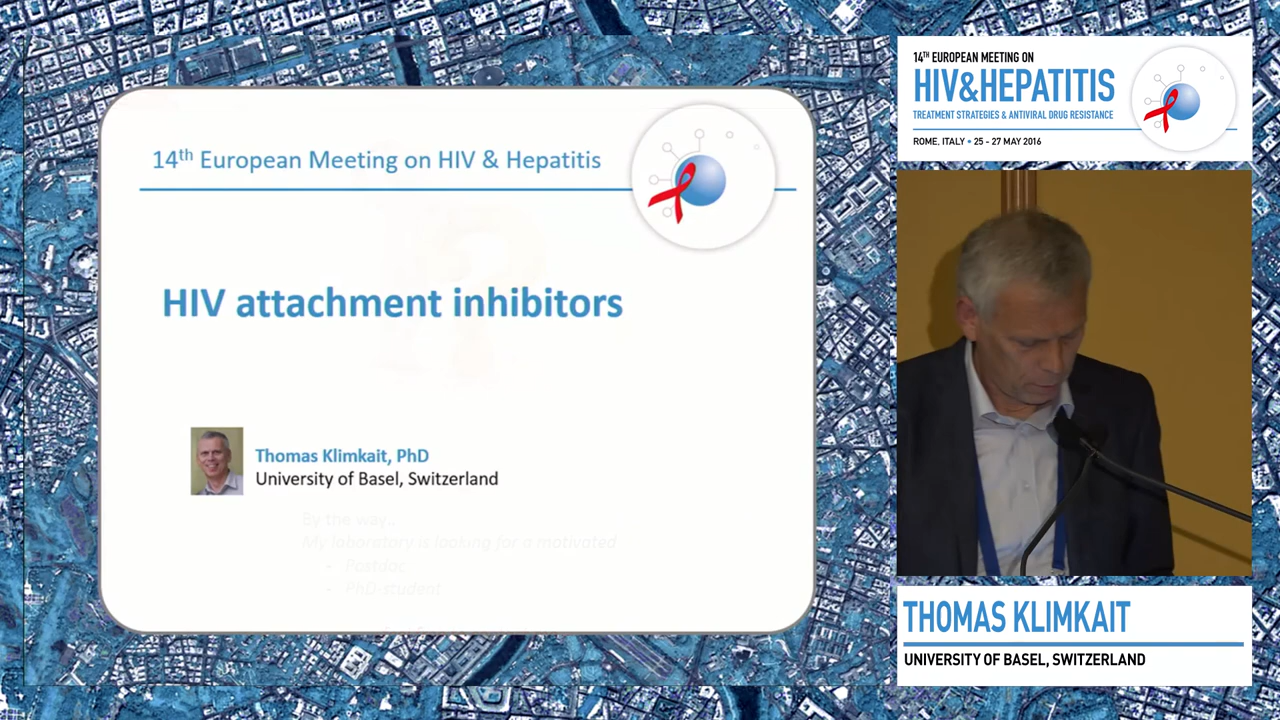 14th European Meeting on HIV & Hepatitis
HIV attachment inhibitors
Thomas Klimkait, PhD
University of Basel, Switzerland
By the way..
My laboratory is looking for a motivated
- Postdoc
- PhD-student
14TH EUROPEAN MEETING ON
HIV&HEPATITIS
TREATMENT STRATEGIES & ANTIVIRAL DRUG RESISTANCE
ROME, ITALY • 25 - 27 MAY 2016
THOMAS KLIMKAIT
UNIVERSITY OF BASEL, SWITZERLAND